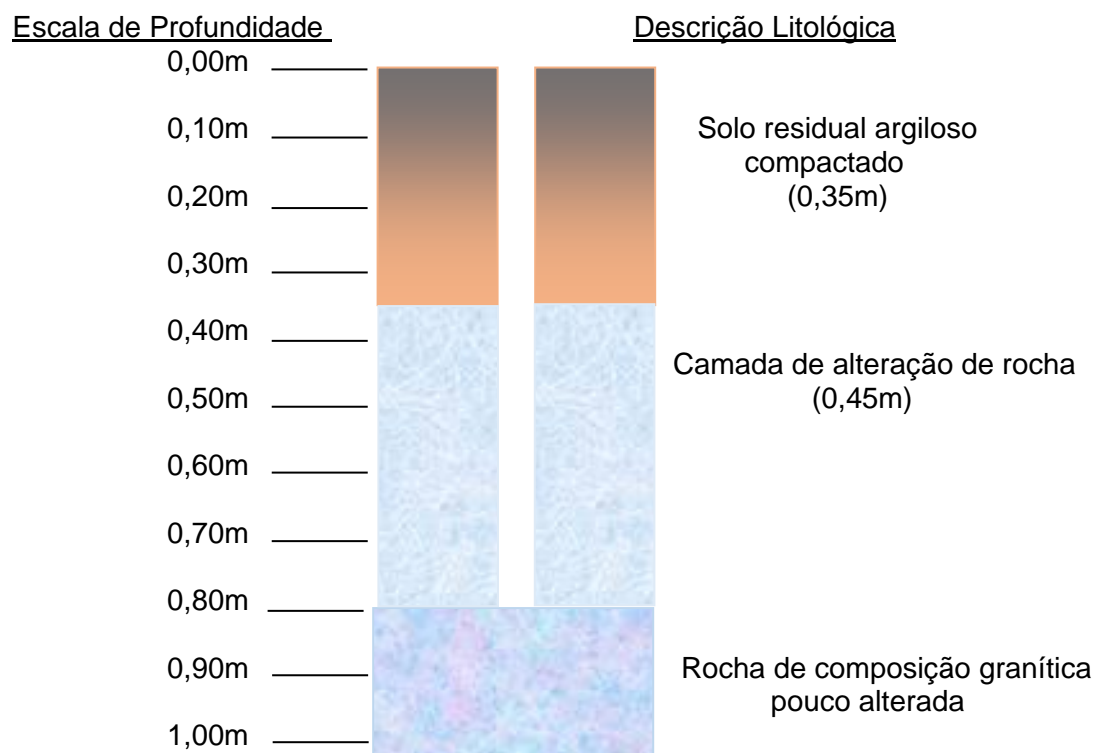 Escala de Profundidade
Descrição Litológica
0,00m
0,10m
0,20m
0,30m
0,40m
0,50m
0,60m
0,70m
0,80m
0,90m
1,00m
Solo residual argiloso
compactado
(0,35m)
Camada de alteração de rocha
(0,45m)
Rocha de composição granítica
pouco alterada